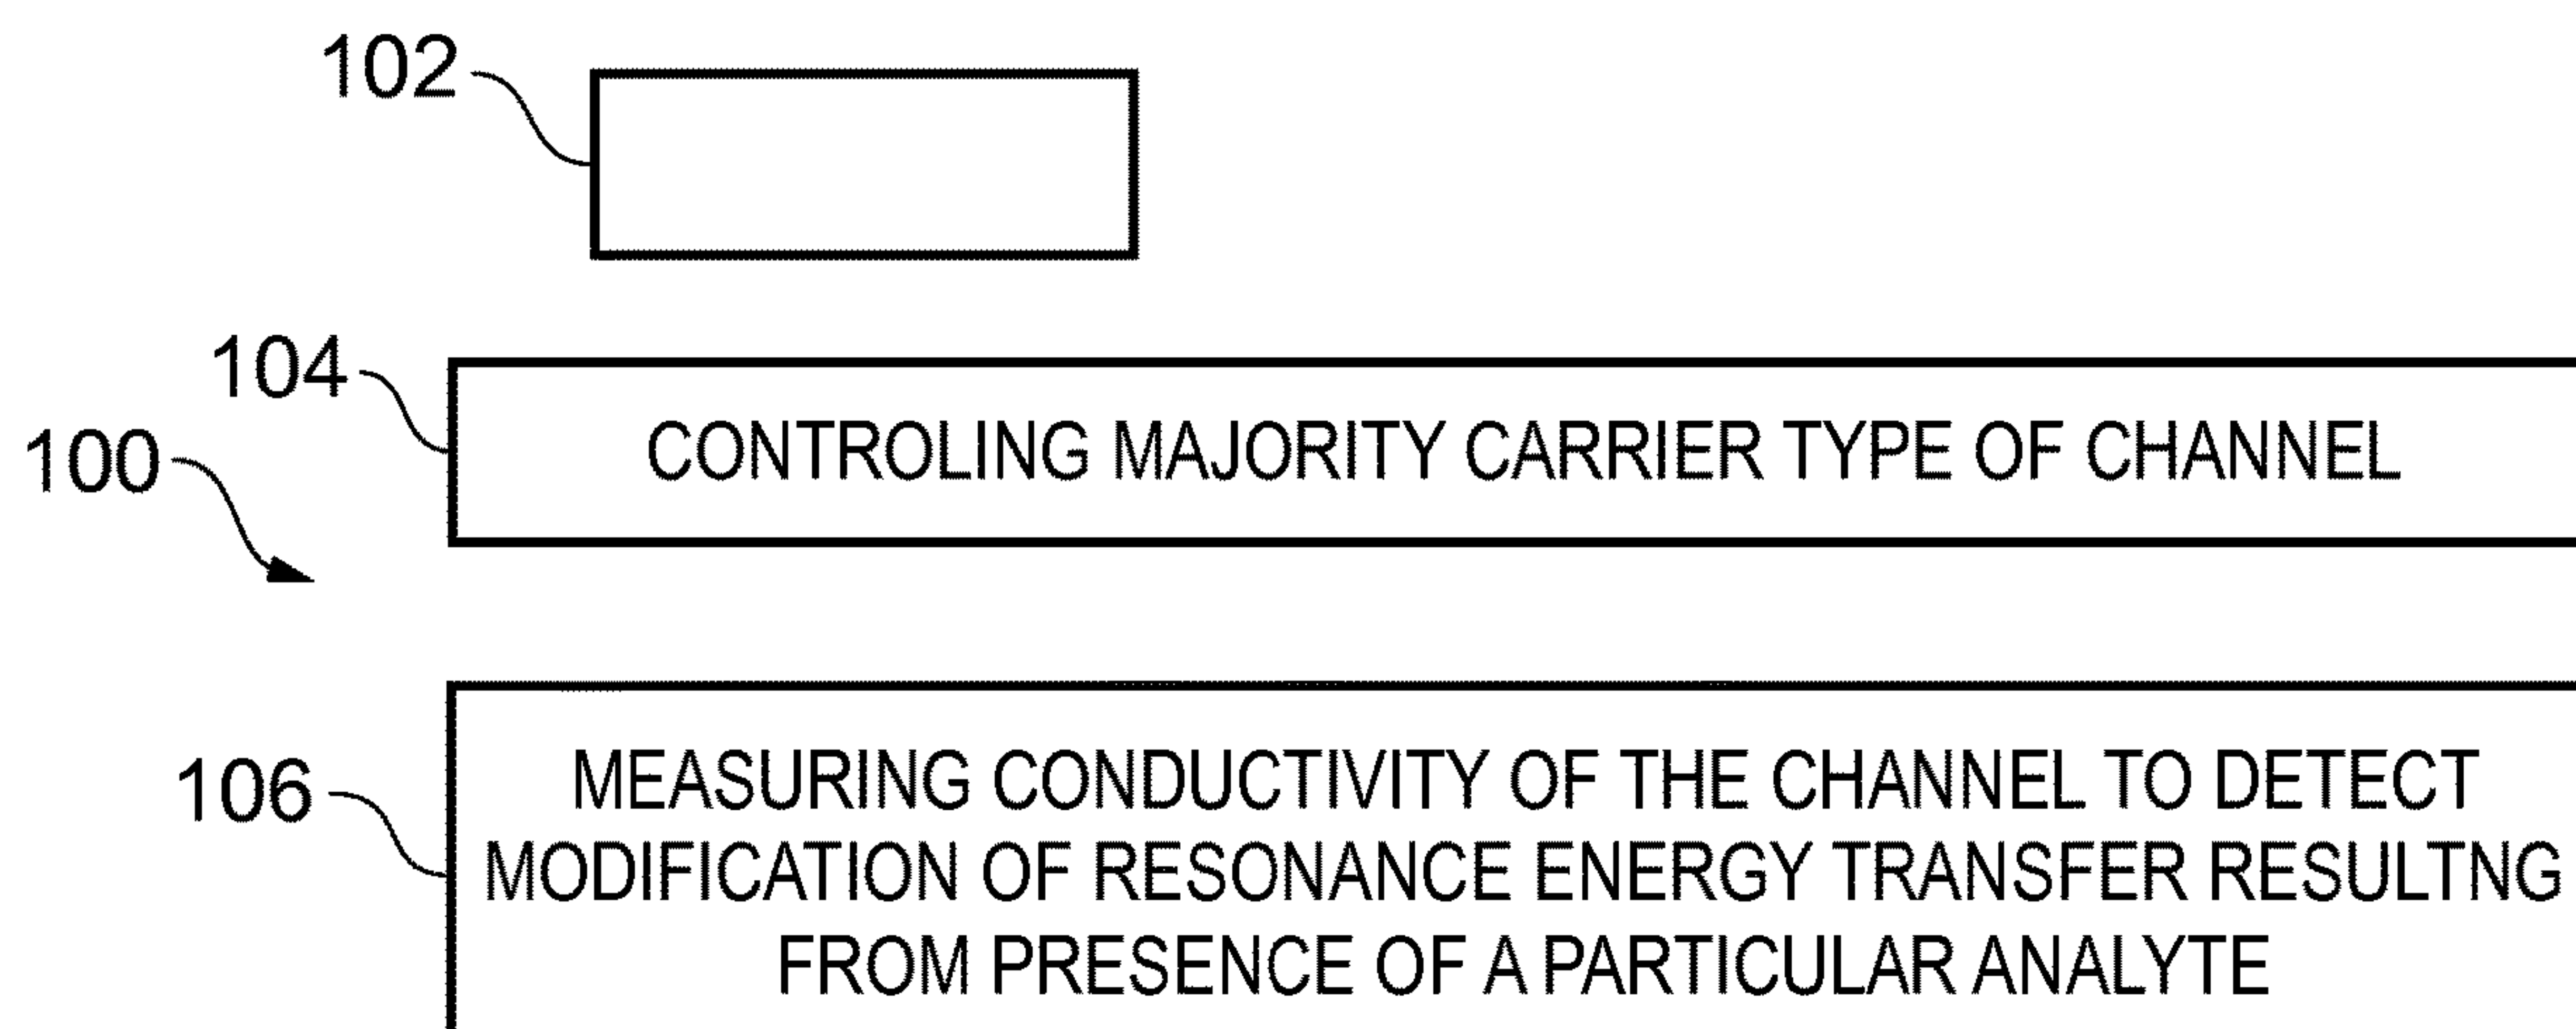 102
104
CONTROLING MAJORITY CARRIER TYPE OF CHANNEL
100
106
MEASURING CONDUCTIVITY OF THE CHANNEL TO DETECT
MODIFICATION OF RESONANCE ENERGY TRANSFER RESULTNG
FROM PRESENCE OF A PARTICULAR ANALYTE